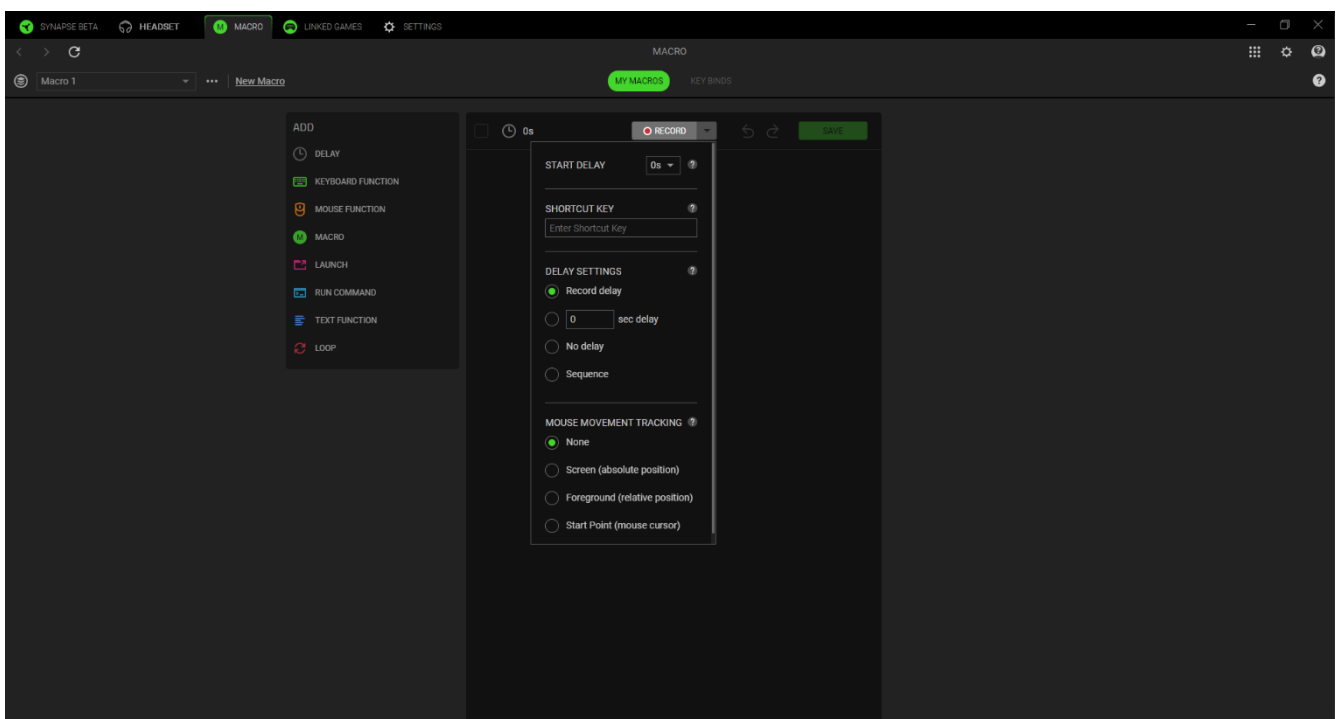 SYNAPSE BETA HEADSET MACRO LINKED GAMES SETTINGS
MACRO
Macro 1 New Macro MY MACROS KEY BINDS
ADD
DELAY
KEYBOARD FUNCTION
MOUSE FUNCTION
MACRO
LAUNCH
RUN COMMAND
TEXT FUNCTION
LOOP
0s RECORD SAVE
START DELAY 0s
SHORTCUT KEY
Enter Shortcut Key
DELAY SETTINGS
Record delay
0 sec delay
No delay
Sequence
MOUSE MOVEMENT TRACKING
None
Screen (absolute position)
Foreground (relative position)
Start Point (mouse cursor)